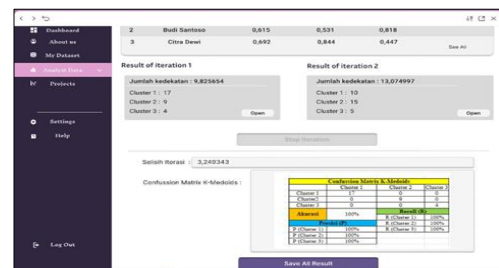 Dashboard
About us
My Dataset
Analyst Data
Projects
Settings
Help
Log Out
2 Budi Santoso 0,615 0,531 0,818
3 Citra Dewi 0,692 0,844 0,447
See All
Result of iteration 1
Jumlah kedekatan : 9,825654
Cluster 1 : 17
Cluster 2 : 9
Cluster 3 : 4
Open
Result of iteration 2
Jumlah kedekatan : 13,074997
Cluster 1 : 10
Cluster 2 : 15
Cluster 3 : 5
Open
Stop Iteration
Selisih Iterasi : 3,249343
Confussion Matrix K-Medoids :
Confussion Matrix K-Medoids
Cluster 1 Cluster 2 Cluster 3
Cluster 1 17 0 0
Cluster2 0 9 0
Cluster 3 0 0 4
Akurasi 100% Recall (R)
R (Cluster 1) 100%
Presisi (P) R (Cluster 2) 100%
P (Cluster 1) 100% R (Cluster 3) 100%
P (Cluster 2) 100%
P (Cluster 3) 100%
Save All Result